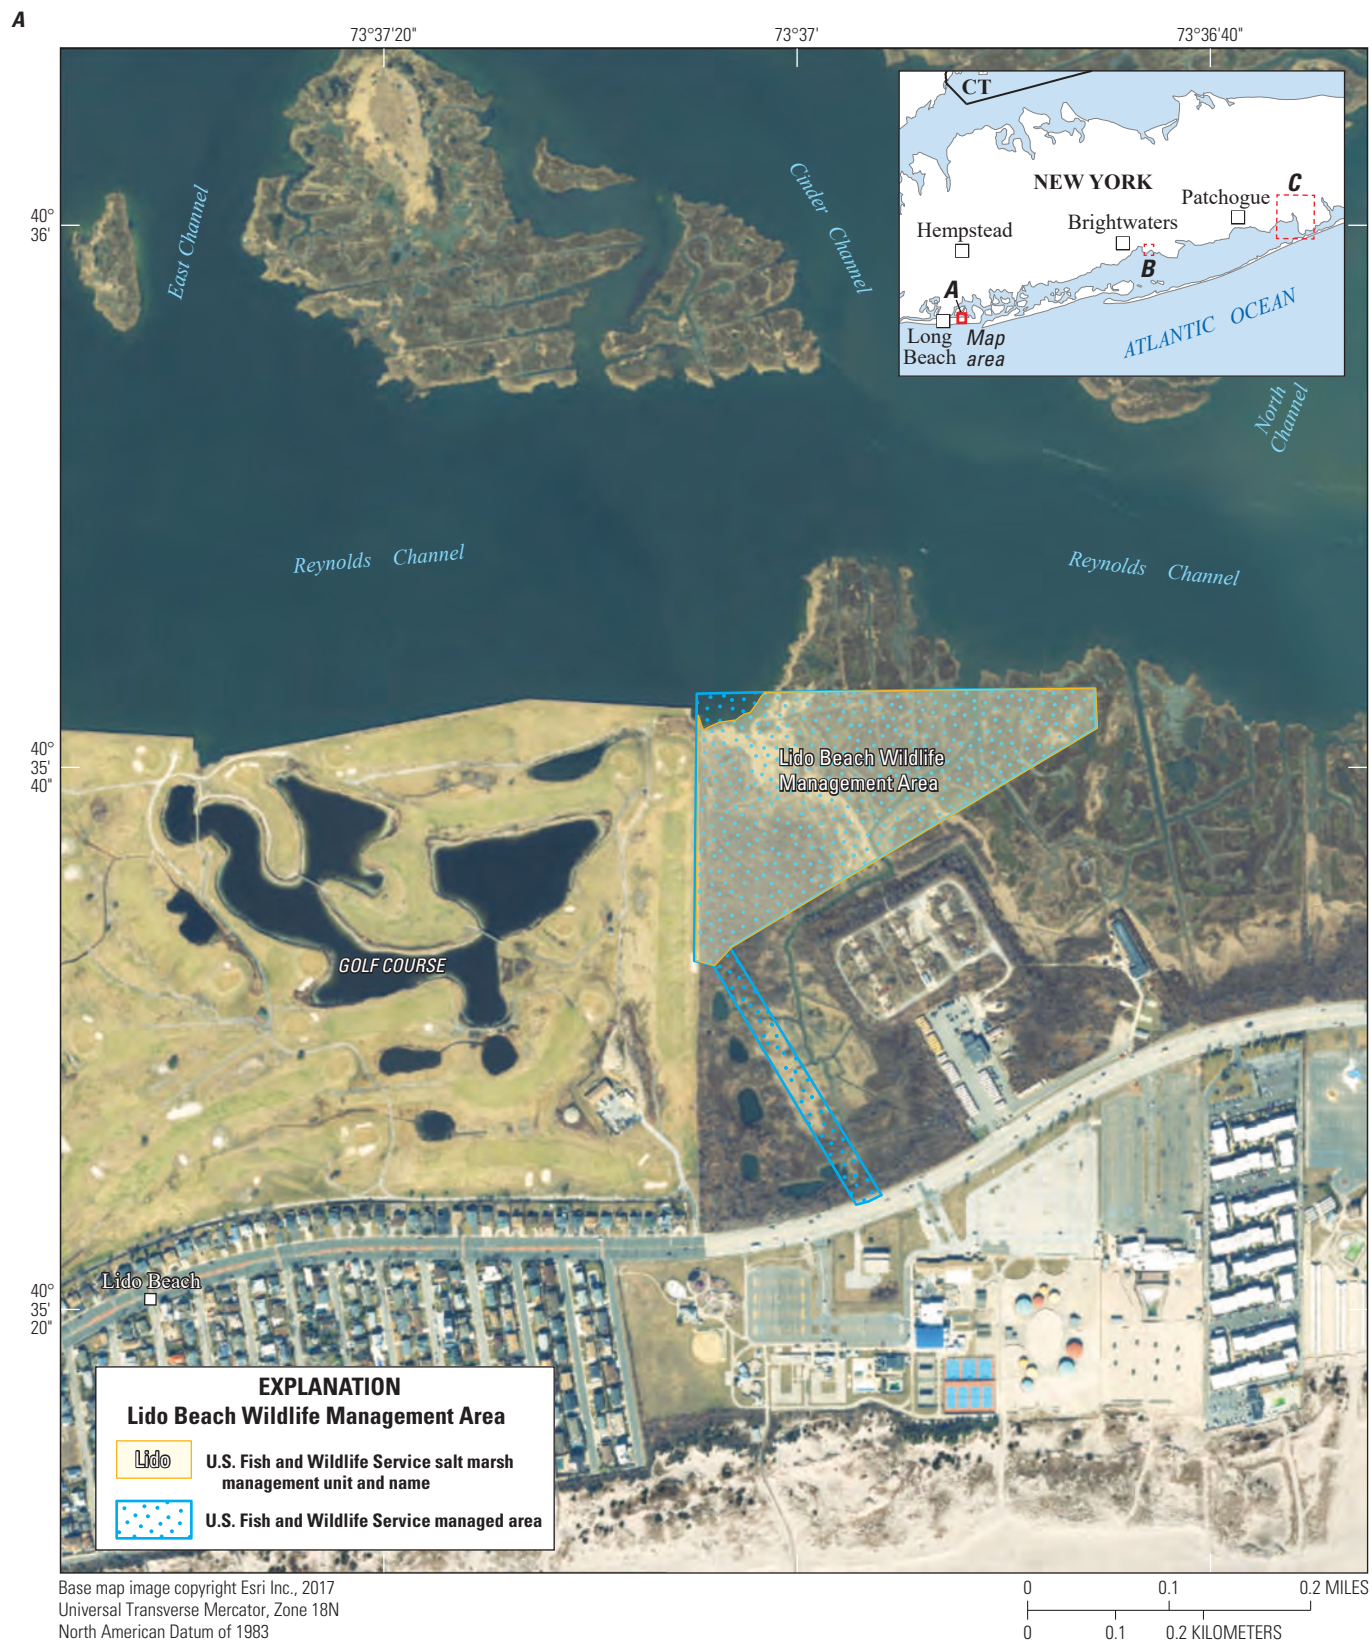 A
73°37'20"
73°37'
73°36'40"
40°
36'
40°
35'
40"
40°
35'
20"
East Channel
Cinder Channel
North
Channel
Reynolds Channel
Reynolds Channel
CT
NEW YORK
Hempstead
Brightwaters
Patchogue
C
B
A
Long
Beach
Map
area
ATLANTIC OCEAN
Lido Beach Wildlife
Management Area
GOLF COURSE
Lido Beach
EXPLANATION
Lido Beach Wildlife Management Area
Lido
U.S. Fish and Wildlife Service salt marsh
management unit and name
U.S. Fish and Wildlife Service managed area
Base map image copyright Esri Inc., 2017
Universal Transverse Mercator, Zone 18N
North American Datum of 1983
0 0.1 0.2 MILES
0 0.1 0.2 KILOMETERS